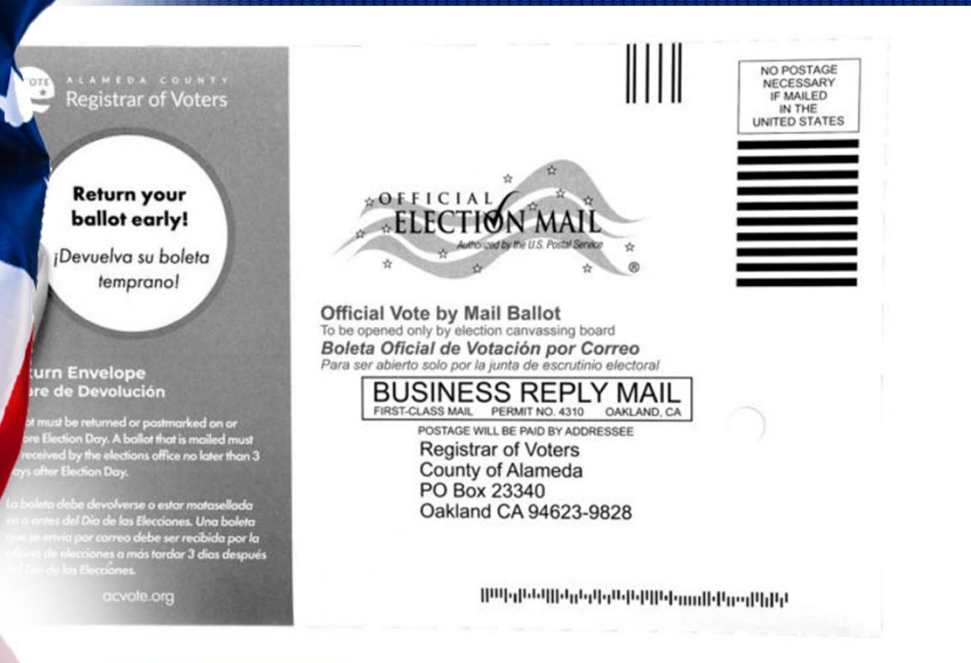 VOTE
ALAMEDA COUNTY
Registrar of Voters
Return your
ballot early!
¡Devuelva su boleta
temprano!
Envelope
de Devolución
must be returned or postmarked on or
Election Day. A ballot that is mailed must
received by the elections office no later than 3
after Election Day.
La boleta debe devolverse o estar matasellada
en o antes del Día de las Elecciones. Una boleta
que se envía por correo debe ser recibida por la
de elecciones a más tardar 3 días después
Día de las Elecciones.
acvote.org
NO POSTAGE
NECESSARY
IF MAILED
IN THE
UNITED STATES
OFFICIAL
ELECTION MAIL
Authorized by the U.S. Postal Service
®
Official Vote by Mail Ballot
To be opened only by election canvassing board
Boleta Oficial de Votación por Correo
Para ser abierto solo por la junta de escrutinio electoral
BUSINESS REPLY MAIL
FIRST-CLASS MAIL PERMIT NO. 4310 OAKLAND, CA
POSTAGE WILL BE PAID BY ADDRESSEE
Registrar of Voters
County of Alameda
PO Box 23340
Oakland CA 94623-9828